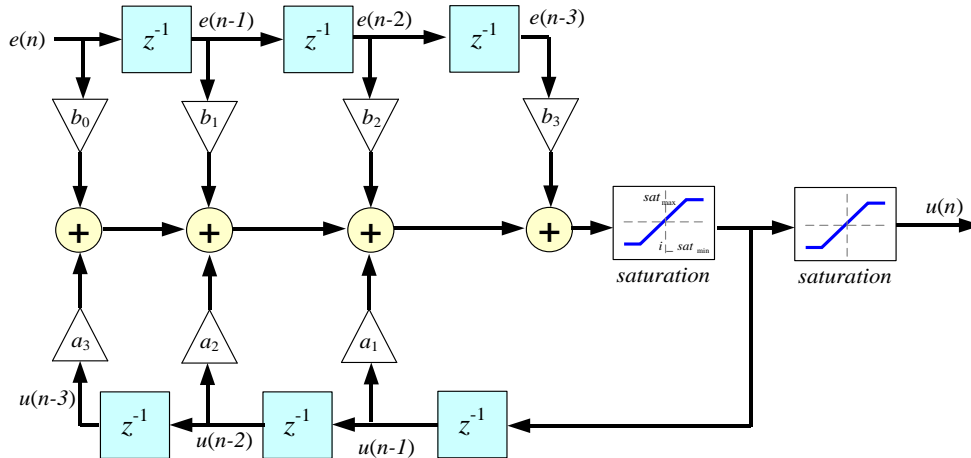 e(n) z⁻¹ e(n-1) z⁻¹ e(n-2) z⁻¹ e(n-3)
b₀ b₁ b₂ b₃
+ + + +
sat max
i_ sat min
saturation
saturation
u(n)
a₃ a₂ a₁
u(n-3) z⁻¹ u(n-2) z⁻¹ u(n-1) z⁻¹